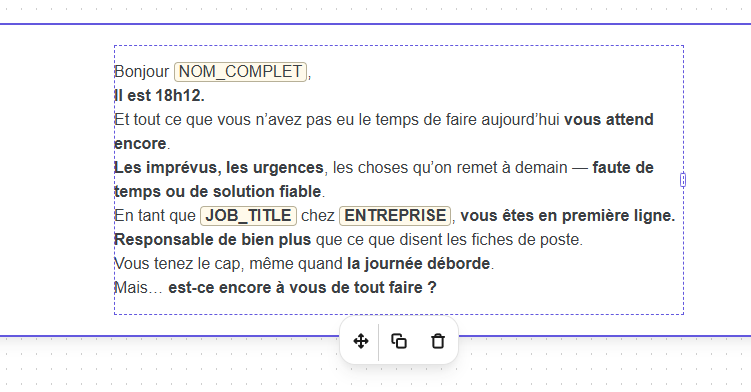 Bonjour NOM_COMPLET,
Il est 18h12.
Et tout ce que vous n’avez pas eu le temps de faire aujourd’hui vous attend
encore.
Les imprévus, les urgences, les choses qu’on remet à demain — faute de
temps ou de solution fiable.
En tant que JOB_TITLE chez ENTREPRISE, vous êtes en première ligne.
Responsable de bien plus que ce que disent les fiches de poste.
Vous tenez le cap, même quand la journée déborde.
Mais… est-ce encore à vous de tout faire ?